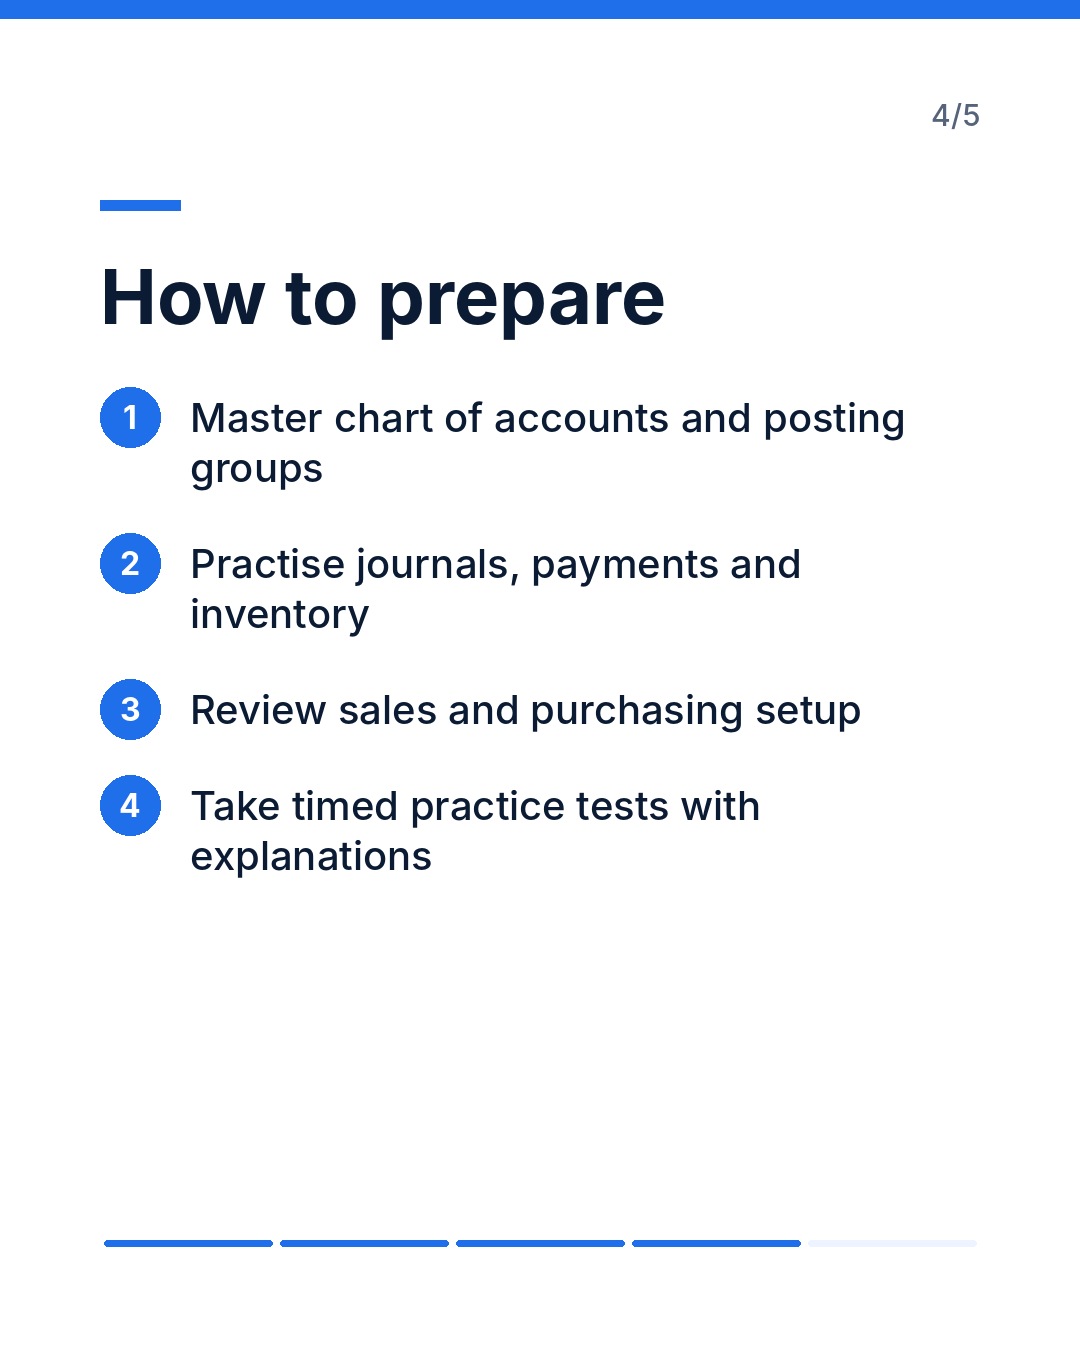 4/5
How to prepare
1 Master chart of accounts and posting
groups
2 Practise journals, payments and
inventory
3 Review sales and purchasing setup
4 Take timed practice tests with
explanations